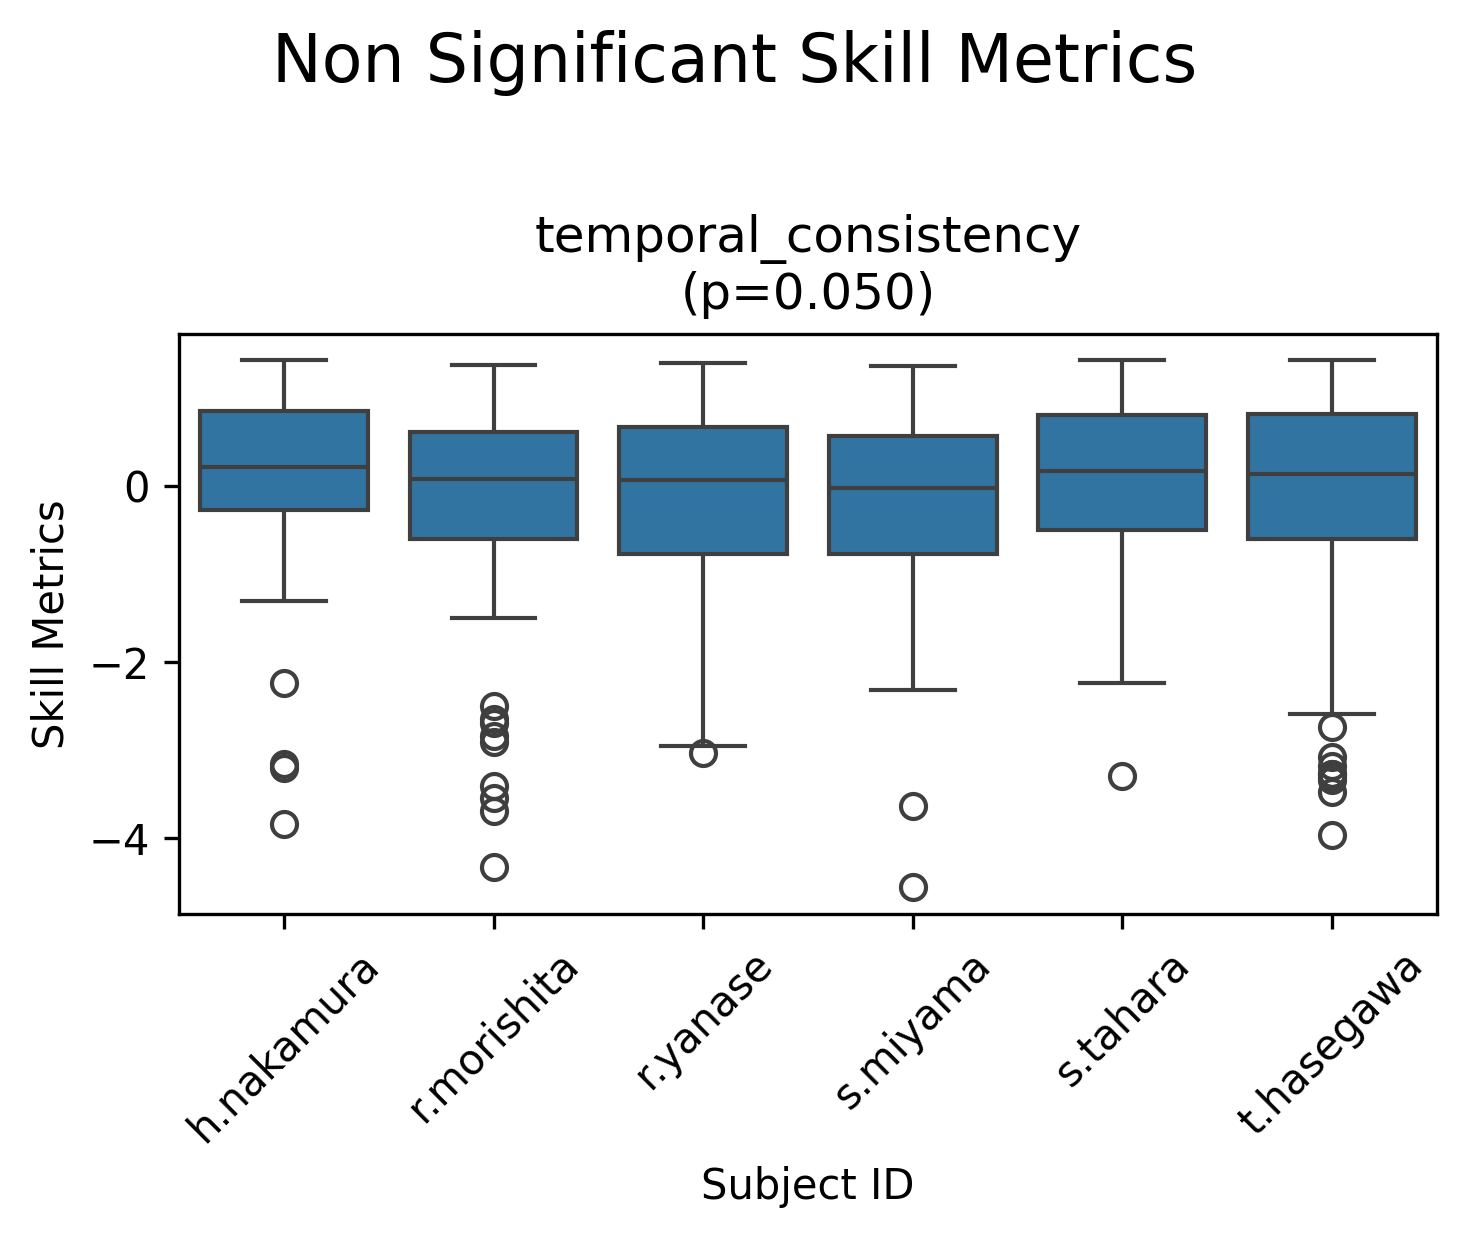 Non Significant Skill Metrics
temporal_consistency
(p=0.050)
Skill Metrics
0
−2
−4
h.nakamura
r.morishita
r.yanase
s.miyama
s.tahara
t.hasegawa
Subject ID